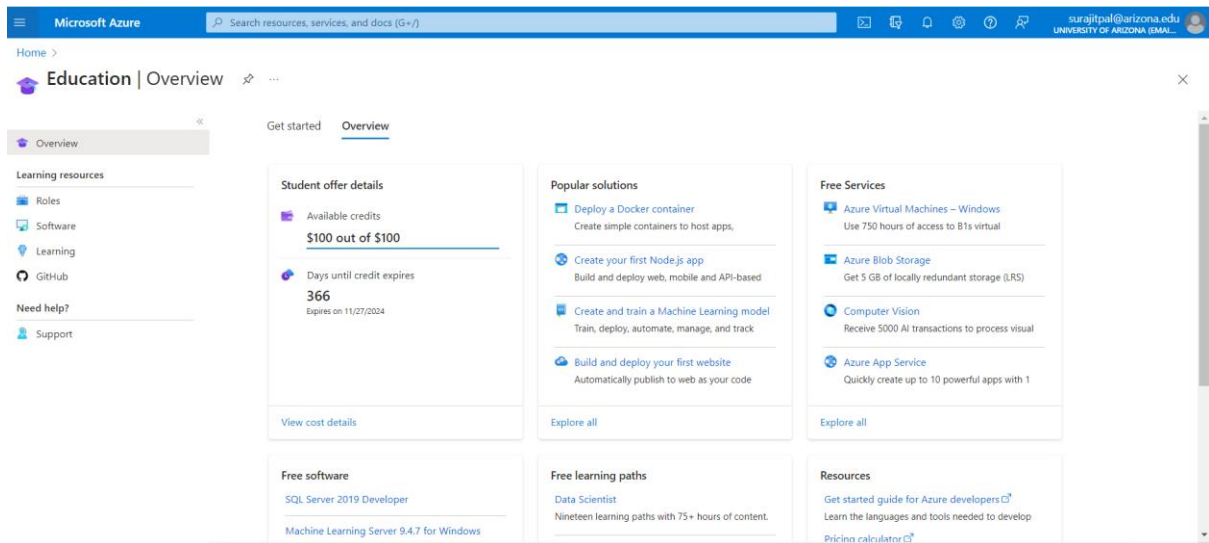 Microsoft Azure
Search resources, services, and docs (G+/)
surajitpal@arizona.edu
UNIVERSITY OF ARIZONA (EMAI...
Home >
Education | Overview
...
«
Overview
Learning resources
Roles
Software
Learning
GitHub
Need help?
Support
Get started Overview
Student offer details
Available credits
$100 out of $100
Days until credit expires
366
Expires on 11/27/2024
View cost details
Popular solutions
Deploy a Docker container
Create simple containers to host apps,
Create your first Node.js app
Build and deploy web, mobile and API-based
Create and train a Machine Learning model
Train, deploy, automate, manage, and track
Build and deploy your first website
Automatically publish to web as your code
Explore all
Free Services
Azure Virtual Machines – Windows
Use 750 hours of access to B1s virtual
Azure Blob Storage
Get 5 GB of locally redundant storage (LRS)
Computer Vision
Receive 5000 AI transactions to process visual
Azure App Service
Quickly create up to 10 powerful apps with 1
Explore all
Free software
SQL Server 2019 Developer
Machine Learning Server 9.4.7 for Windows
Free learning paths
Data Scientist
Nineteen learning paths with 75+ hours of content.
Resources
Get started guide for Azure developers
Learn the languages and tools needed to develop
Pricing calculator